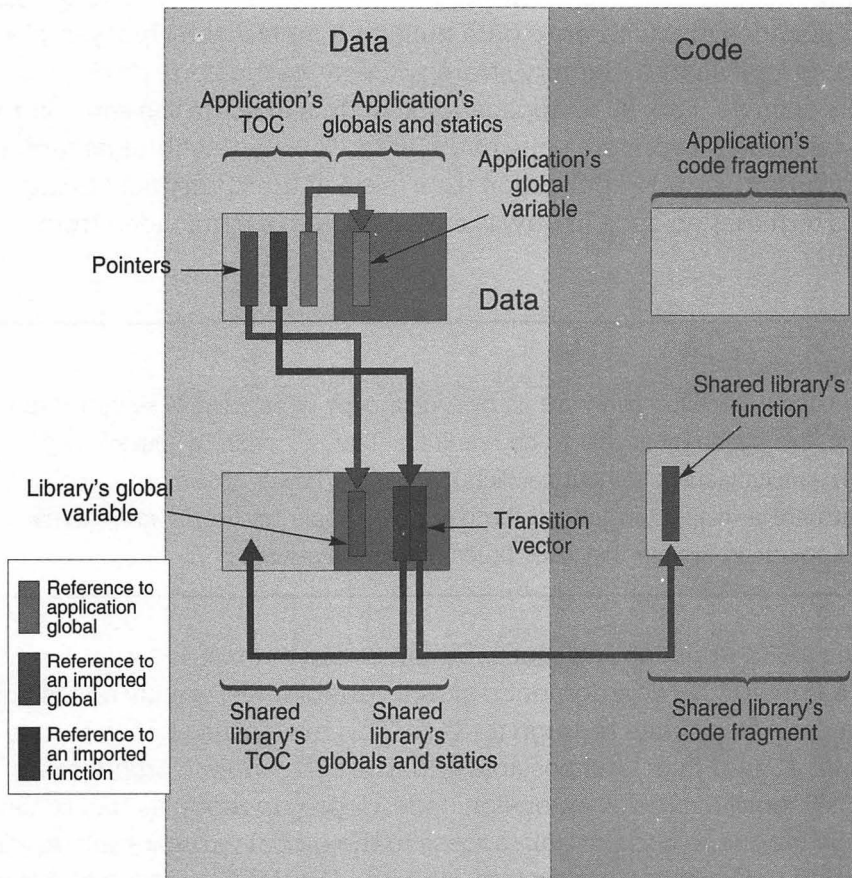 Data
Code
Application's
TOC
Application's
globals and statics
Application's
global
variable
Application's
code fragment
Pointers
Data
Shared library's
function
Library's global
variable
Transition
vector
Reference to
application
global
Reference to
an imported
global
Reference to
an imported
function
Shared
library's
TOC
Shared
library's
globals and statics
Shared library's
code fragment